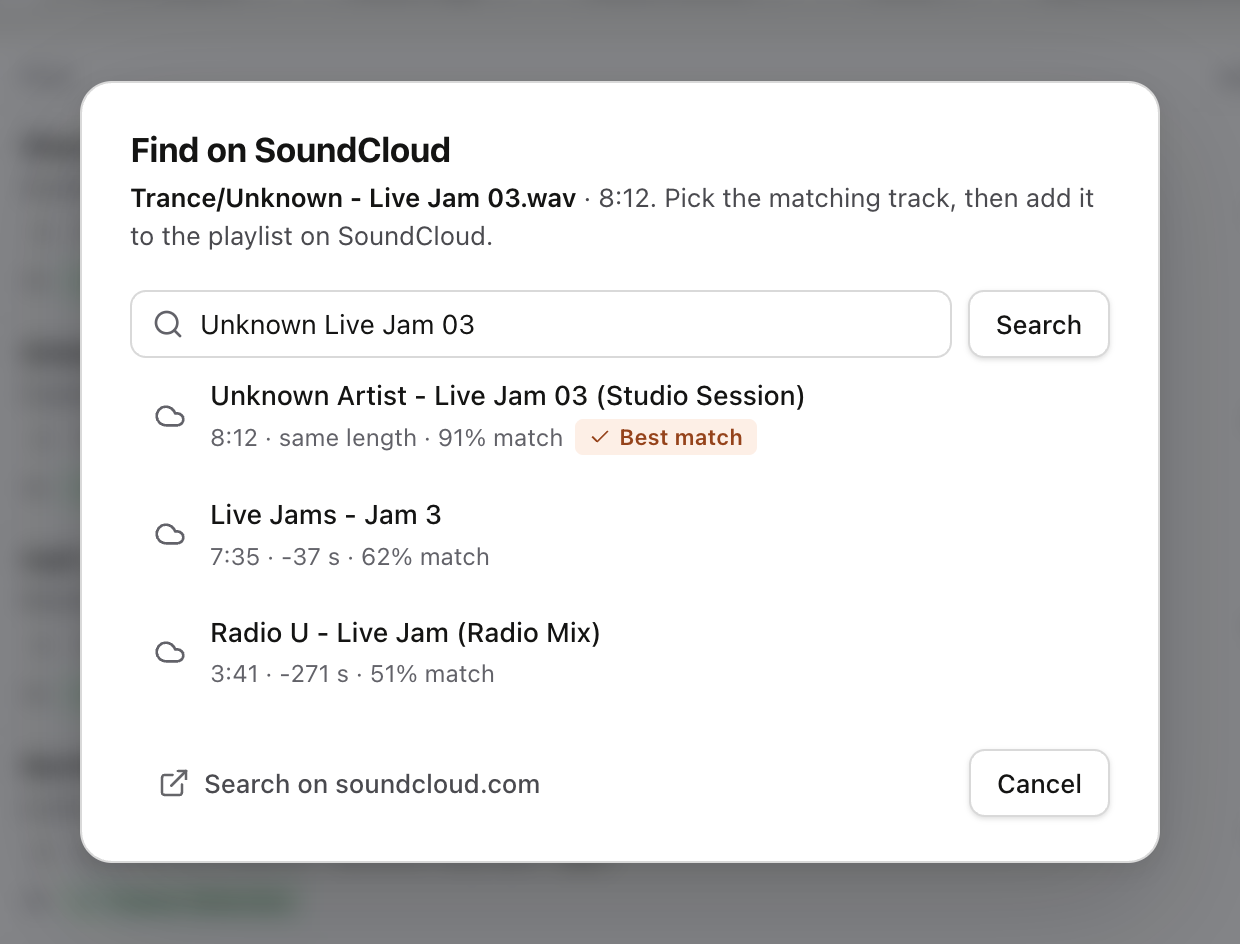 Find on SoundCloud
Trance/Unknown - Live Jam 03.wav · 8:12. Pick the matching track, then add it
to the playlist on SoundCloud.
Unknown Live Jam 03
Search
Unknown Artist - Live Jam 03 (Studio Session)
8:12 · same length · 91% match
Best match
Live Jams - Jam 3
7:35 · -37 s · 62% match
Radio U - Live Jam (Radio Mix)
3:41 · -271 s · 51% match
Search on soundcloud.com
Cancel